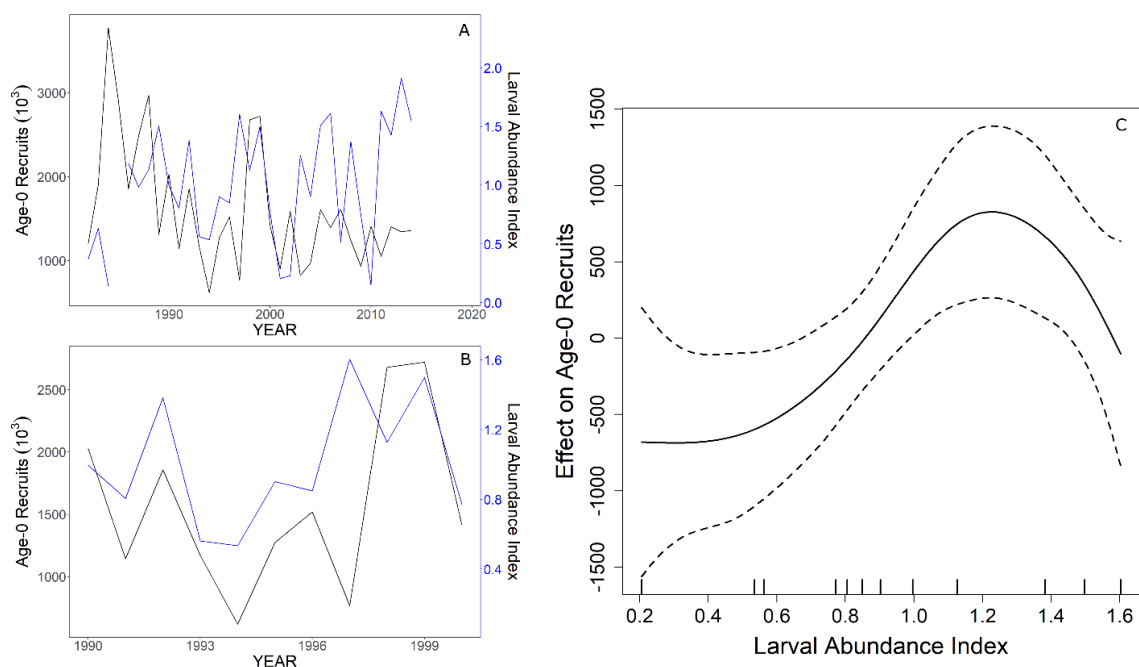 A
Age-0 Recruits (10³)
3000
2000
1000
2.0
1.5
1.0
0.5
0.0
Larval Abundance Index
1990 2000 2010 2020
YEAR
B
Age-0 Recruits (10³)
2500
2000
1500
1000
1.6
1.2
0.8
0.4
Larval Abundance Index
1990 1993 1996 1999
YEAR
C
Effect on Age-0 Recruits
1500
1000
500
0
-500
-1000
-1500
0.2 0.4 0.6 0.8 1.0 1.2 1.4 1.6
Larval Abundance Index